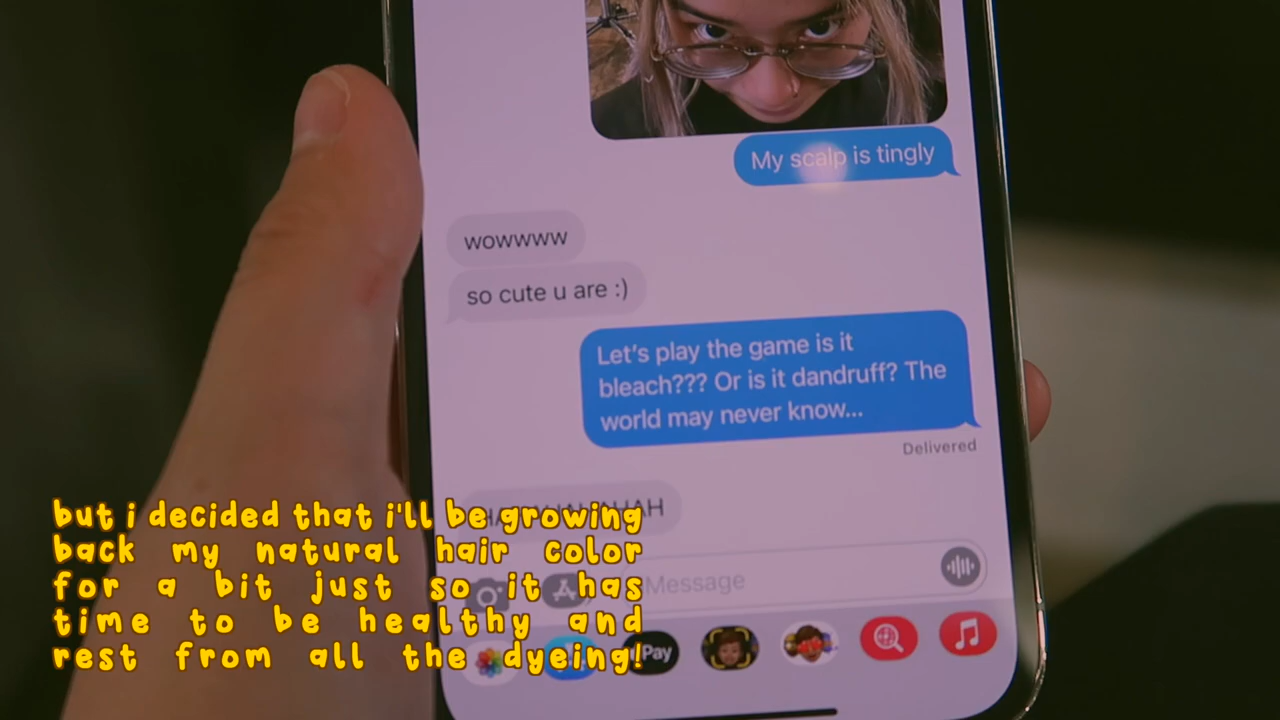 My scalp is tingly
wowwww
so cute u are :)
Let's play the game is it
bleach??? Or is it dandruff? The
world may never know...
Delivered
Message
Pay
but i decided that i'll be growing
back my natural hair color
for a bit just so it has
time to be healthy and
rest from all the dyeing!